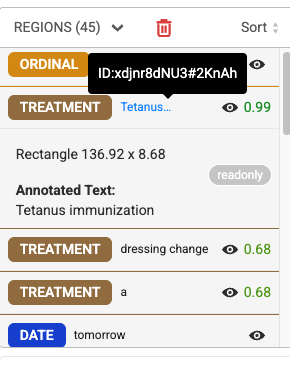 REGIONS (45) Sort
ORDINAL
ID:xdjnr8dNU3#2KnAh
TREATMENT Tetanus... 0.99
Rectangle 136.92 x 8.68
readonly
Annotated Text:
Tetanus immunization
TREATMENT dressing change 0.68
TREATMENT a 0.68
DATE tomorrow